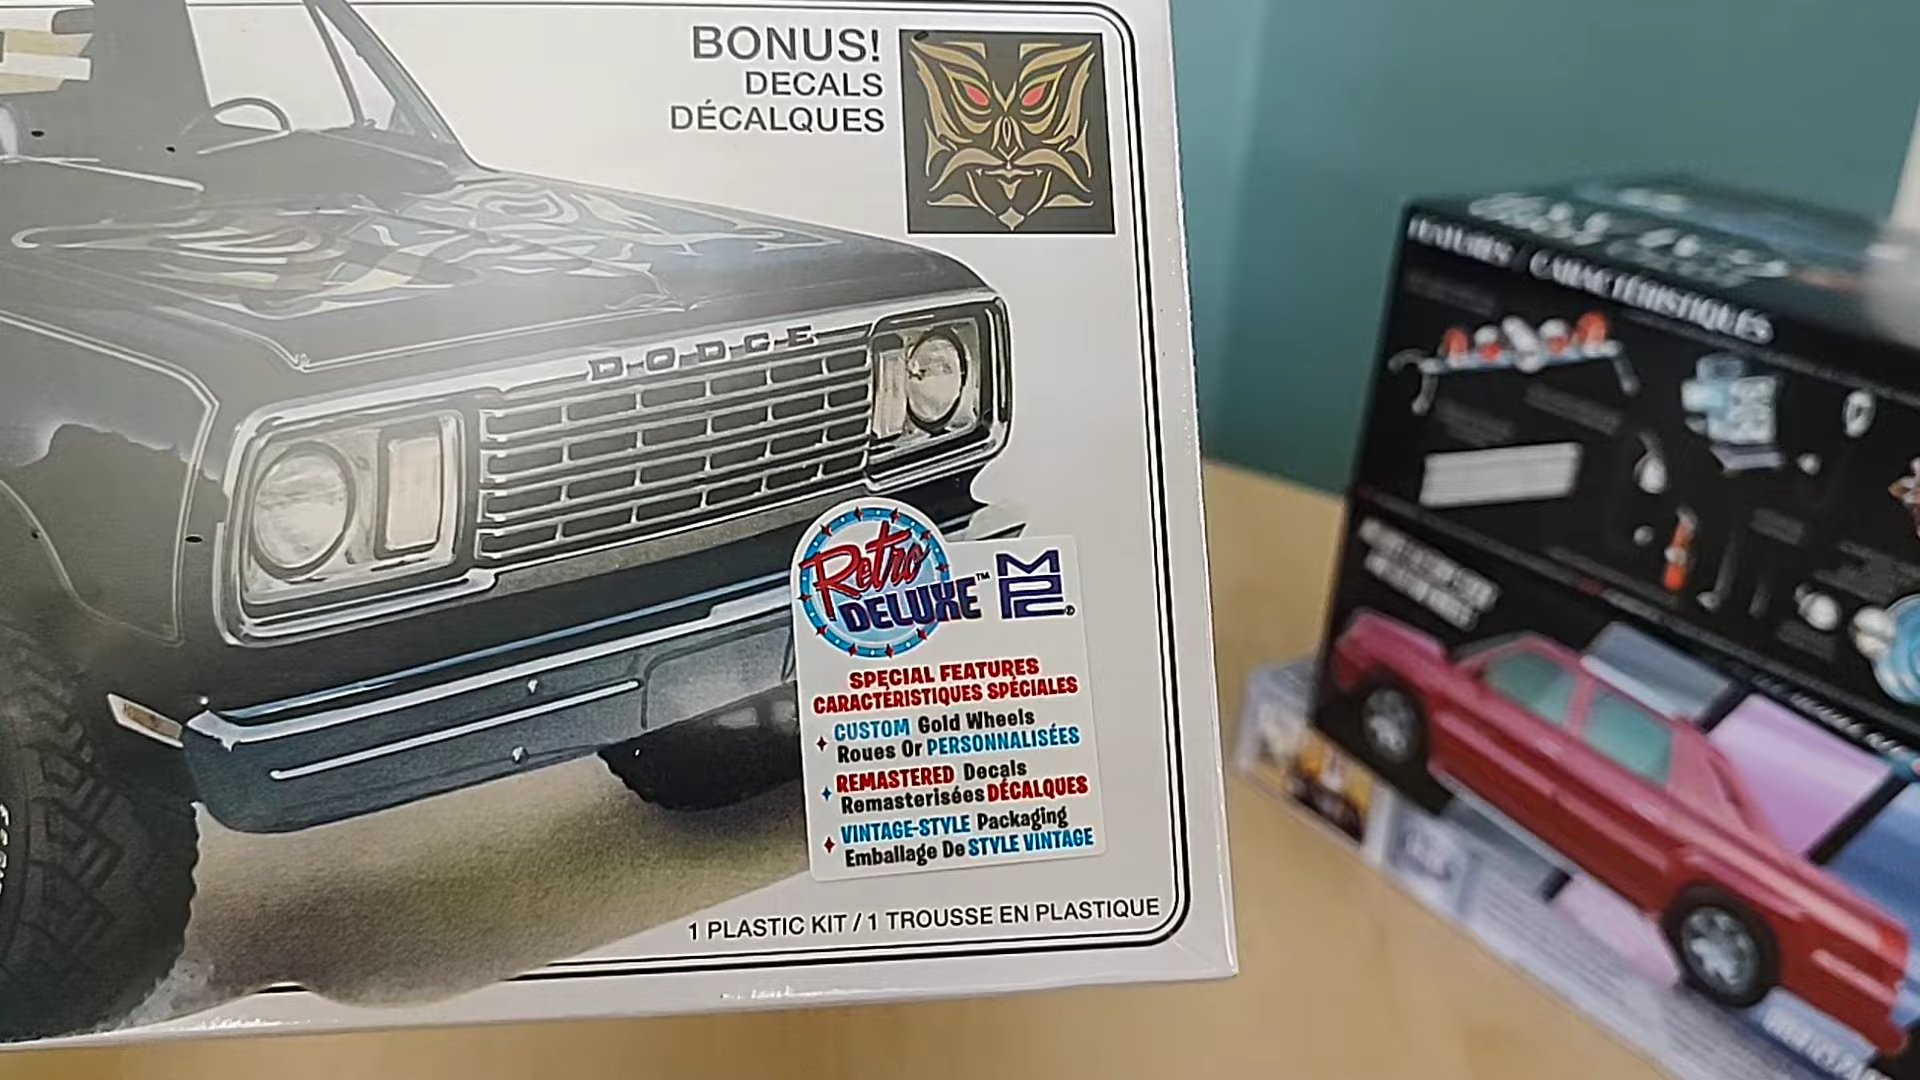 BONUS!
DECALS
DÉCALQUES
DODGE
Retro
DELUXE™
MPC®
SPECIAL FEATURES
CARACTÉRISTIQUES SPÉCIALES
CUSTOM Gold Wheels
Roues Or PERSONNALISÉES
REMASTERED Decals
Remasterisées DÉCALQUES
VINTAGE-STYLE Packaging
Emballage De STYLE VINTAGE
1 PLASTIC KIT / 1 TROUSSE EN PLASTIQUE
FEATURES / CARACTÉRISTIQUES